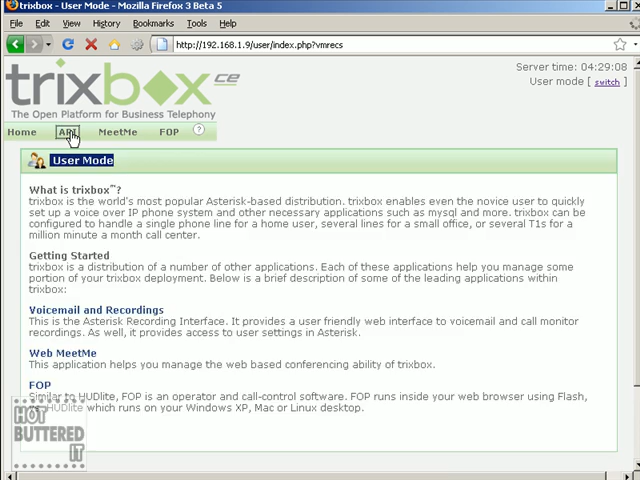 trixbox - User Mode - Mozilla Firefox 3 Beta 5
File Edit View History Bookmarks Tools Help
http://192.168.1.9/user/index.php?vmrecs
trixbox ce
The Open Platform for Business Telephony
Server time: 04:29:08
User mode [ switch ]
Home MeetMe FOP ?
User Mode
What is trixbox™?
trixbox is the world's most popular Asterisk-based distribution. trixbox enables even the novice user to quickly
set up a voice over IP phone system and other necessary applications such as mysql and more. trixbox can be
configured to handle a single phone line for a home user, several lines for a small office, or several T1s for a
million minute a month call center.
Getting Started
trixbox is a distribution of a number of other applications. Each of these applications help you manage some
portion of your trixbox deployment. Below is a brief description of some of the leading applications within
trixbox:
Voicemail and Recordings
This is the Asterisk Recording Interface. It provides a user friendly web interface to voicemail and call monitor
recordings. As well, it provides access to user settings in Asterisk.
Web MeetMe
This application helps you manage the web based conferencing ability of trixbox.
FOP
Similar to HUDlite, FOP is an operator and call-control software. FOP runs inside your web browser using Flash,
vs. HUDlite which runs on your Windows XP, Mac or Linux desktop.
HOT
BUTTERED
IT